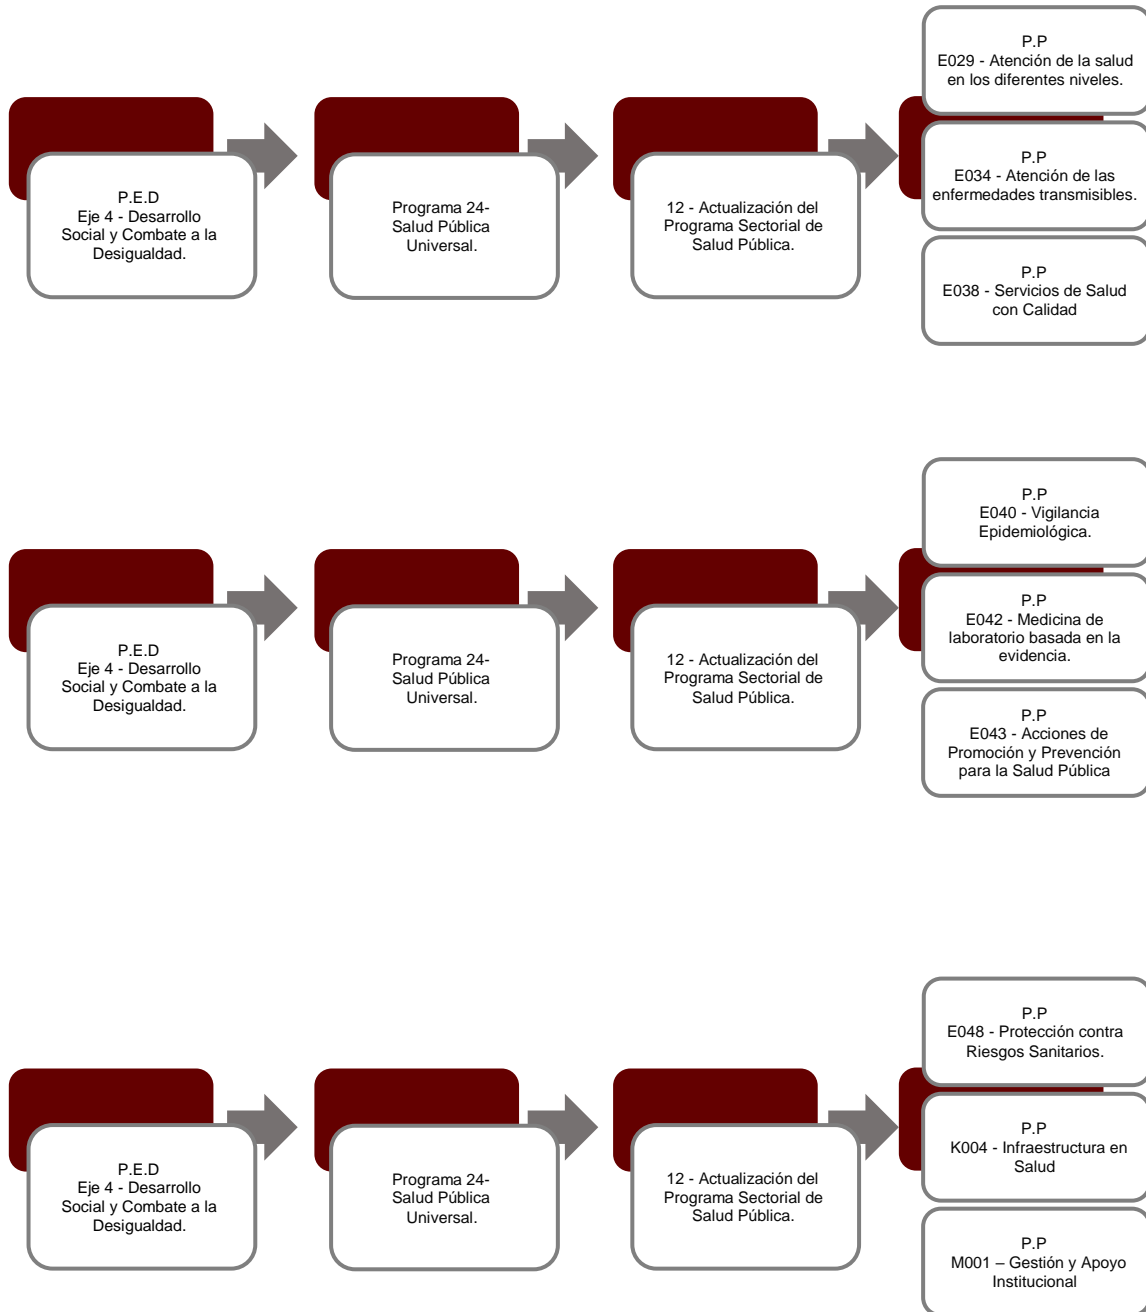 P.E.D
Eje 4 - Desarrollo
Social y Combate a la
Desigualdad.
Programa 24-
Salud Pública
Universal.
12 - Actualización del
Programa Sectorial de
Salud Pública.
P.P
E029 - Atención de la salud
en los diferentes niveles.
P.P
E034 - Atención de las
enfermedades transmisibles.
P.P
E038 - Servicios de Salud
con Calidad
P.E.D
Eje 4 - Desarrollo
Social y Combate a la
Desigualdad.
Programa 24-
Salud Pública
Universal.
12 - Actualización del
Programa Sectorial de
Salud Pública.
P.P
E040 - Vigilancia
Epidemiológica.
P.P
E042 - Medicina de
laboratorio basada en la
evidencia.
P.P
E043 - Acciones de
Promoción y Prevención
para la Salud Pública
P.E.D
Eje 4 - Desarrollo
Social y Combate a la
Desigualdad.
Programa 24-
Salud Pública
Universal.
12 - Actualización del
Programa Sectorial de
Salud Pública.
P.P
E048 - Protección contra
Riesgos Sanitarios.
P.P
K004 - Infraestructura en
Salud
P.P
M001 – Gestión y Apoyo
Institucional